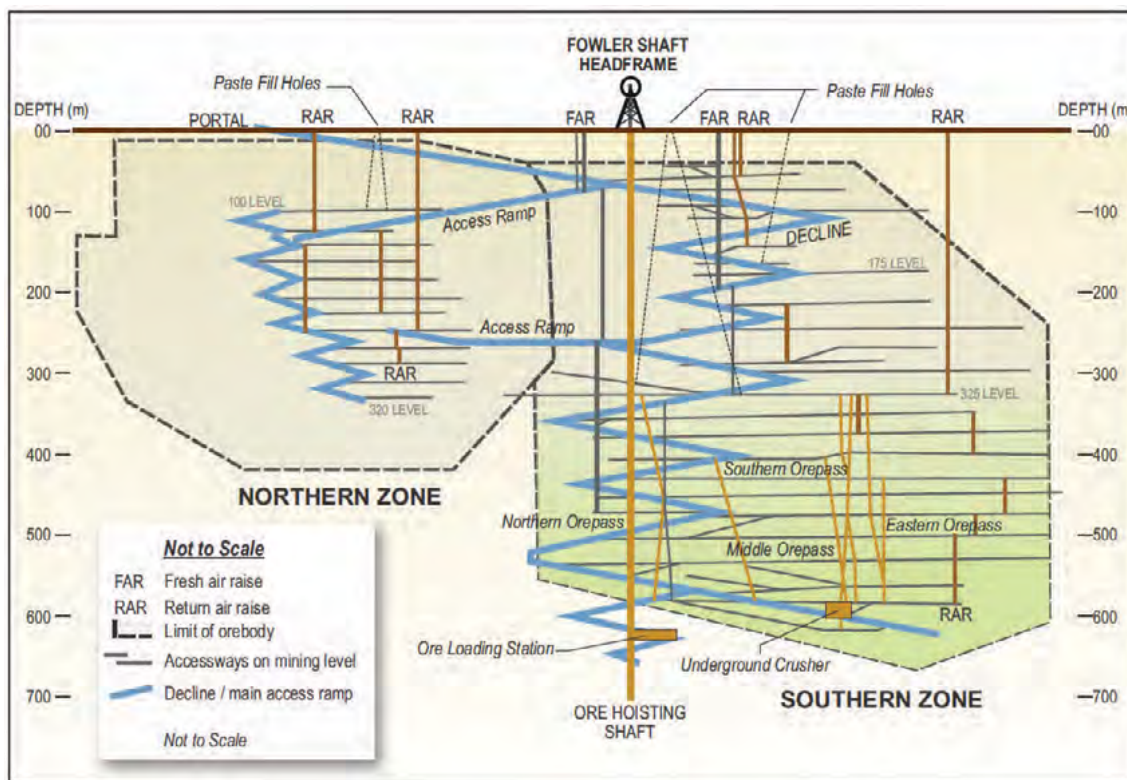 FOWLER SHAFT
HEADFRAME
Paste Fill Holes
Paste Fill Holes
DEPTH (m)
DEPTH (m)
PORTAL
RAR
RAR
FAR
FAR
RAR
RAR
00
00
100 LEVEL
100
100
Access Ramp
DECLINE
175 LEVEL
200
200
Access Ramp
300
300
RAR
320 LEVEL
325 LEVEL
400
400
Southern Orepass
NORTHERN ZONE
Northern Orepass
Eastern Orepass
500
500
Middle Orepass
600
600
RAR
Ore Loading Station
Underground Crusher
700
700
SOUTHERN ZONE
ORE HOISTING
SHAFT
Not to Scale
FAR Fresh air raise
RAR Return air raise
Limit of orebody
Accessways on mining level
Decline / main access ramp
Not to Scale